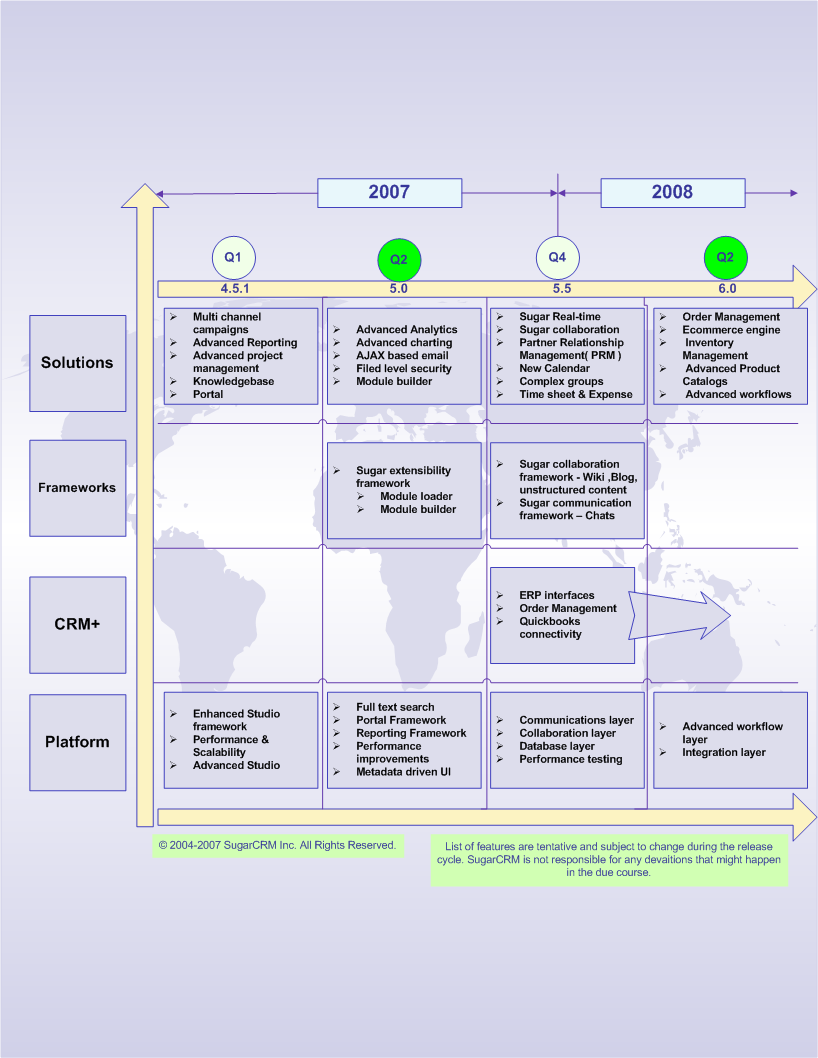 2007
2008
Q1
Q2
Q4
Q2
4.5.1
5.0
5.5
6.0
Solutions
➢ Multi channel
campaigns
➢ Advanced Reporting
➢ Advanced project
management
➢ Knowledgebase
➢ Portal
➢ Advanced Analytics
➢ Advanced charting
➢ AJAX based email
➢ Filed level security
➢ Module builder
➢ Sugar Real-time
➢ Sugar collaboration
➢ Partner Relationship
Management( PRM )
➢ New Calendar
➢ Complex groups
➢ Time sheet & Expense
➢ Order Management
➢ Ecommerce engine
➢ Inventory
Management
➢ Advanced Product
Catalogs
➢ Advanced workflows
Frameworks
➢ Sugar extensibility
framework
➢ Module loader
➢ Module builder
➢ Sugar collaboration
framework - Wiki ,Blog,
unstructured content
➢ Sugar communication
framework – Chats
CRM+
➢ ERP interfaces
➢ Order Management
➢ Quickbooks
connectivity
Platform
➢ Enhanced Studio
framework
➢ Performance &
Scalability
➢ Advanced Studio
➢ Full text search
➢ Portal Framework
➢ Reporting Framework
➢ Performance
improvements
➢ Metadata driven UI
➢ Communications layer
➢ Collaboration layer
➢ Database layer
➢ Performance testing
➢ Advanced workflow
layer
➢ Integration layer
© 2004-2007 SugarCRM Inc. All Rights Reserved.
List of features are tentative and subject to change during the release
cycle. SugarCRM is not responsible for any devaitions that might happen
in the due course.